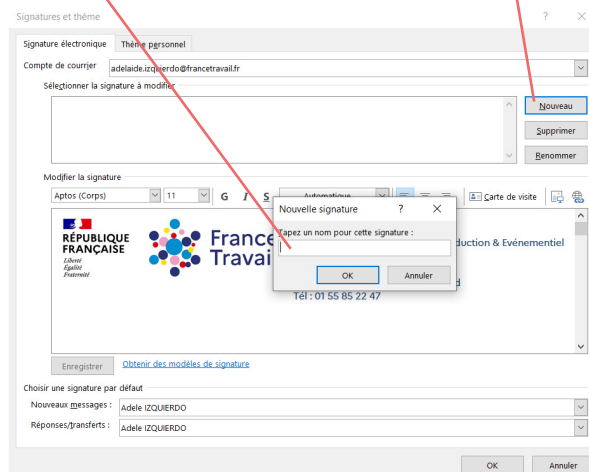 Signatures et thème ? ×
Signature électronique Thème personnel
Compte de courrier adelaide.izquierdo@francetravail.fr
Sélectionner la signature à modifier
Nouveau
Supprimer
Renommer
Modifier la signature
Aptos (Corps) 11 G I S Automatique Carte de visite
Nouvelle signature ? ×
Tapez un nom pour cette signature :
OK Annuler
RÉPUBLIQUE
FRANÇAISE
Liberté
Égalité
Fraternité
France
Travai
duction & Evénementiel
d
Tél : 01 55 85 22 47
Enregistrer Obtenir des modèles de signature
Choisir une signature par défaut
Nouveaux messages : Adele IZQUIERDO
Réponses/transferts : Adele IZQUIERDO
OK Annuler